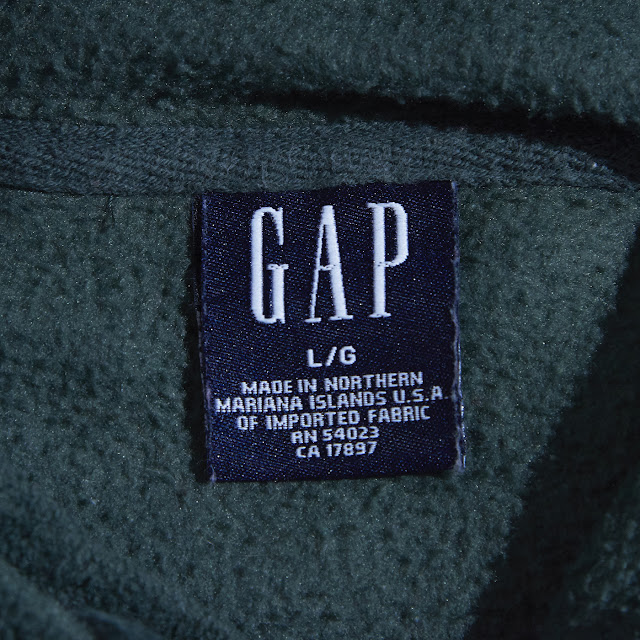 GAP
L/G
MADE IN NORTHERN
MARIANA ISLANDS U.S.A.
OF IMPORTED FABRIC
RN 54023
CA 17897